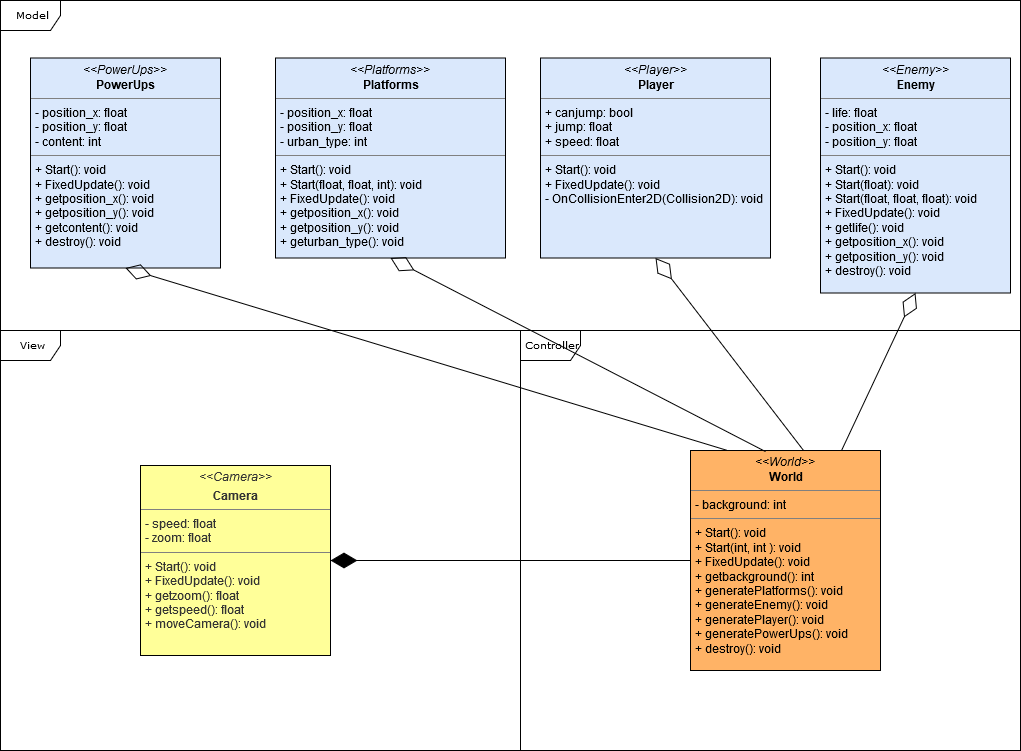 Model
<<PowerUps>>
PowerUps
- position_x: float
- position_y: float
- content: int
+ Start(): void
+ FixedUpdate(): void
+ getposition_x(): void
+ getposition_y(): void
+ getcontent(): void
+ destroy(): void
<<Platforms>>
Platforms
- position_x: float
- position_y: float
- urban_type: int
+ Start(): void
+ Start(float, float, int): void
+ FixedUpdate(): void
+ getposition_x(): void
+ getposition_y(): void
+ geturban_type(): void
<<Player>>
Player
+ canjump: bool
+ jump: float
+ speed: float
+ Start(): void
+ FixedUpdate(): void
- OnCollisionEnter2D(Collision2D): void
<<Enemy>>
Enemy
- life: float
- position_x: float
- position_y: float
+ Start(): void
+ Start(float): void
+ Start(float, float, float): void
+ FixedUpdate(): void
+ getlife(): void
+ getposition_x(): void
+ getposition_y(): void
+ destroy(): void
View
<<Camera>>
Camera
- speed: float
- zoom: float
+ Start(): void
+ FixedUpdate(): void
+ getzoom(): float
+ getspeed(): float
+ moveCamera(): void
Controller
<<World>>
World
- background: int
+ Start(): void
+ Start(int, int ): void
+ FixedUpdate(): void
+ getbackground(): int
+ generatePlatforms(): void
+ generateEnemy(): void
+ generatePlayer(): void
+ generatePowerUps(): void
+ destroy(): void